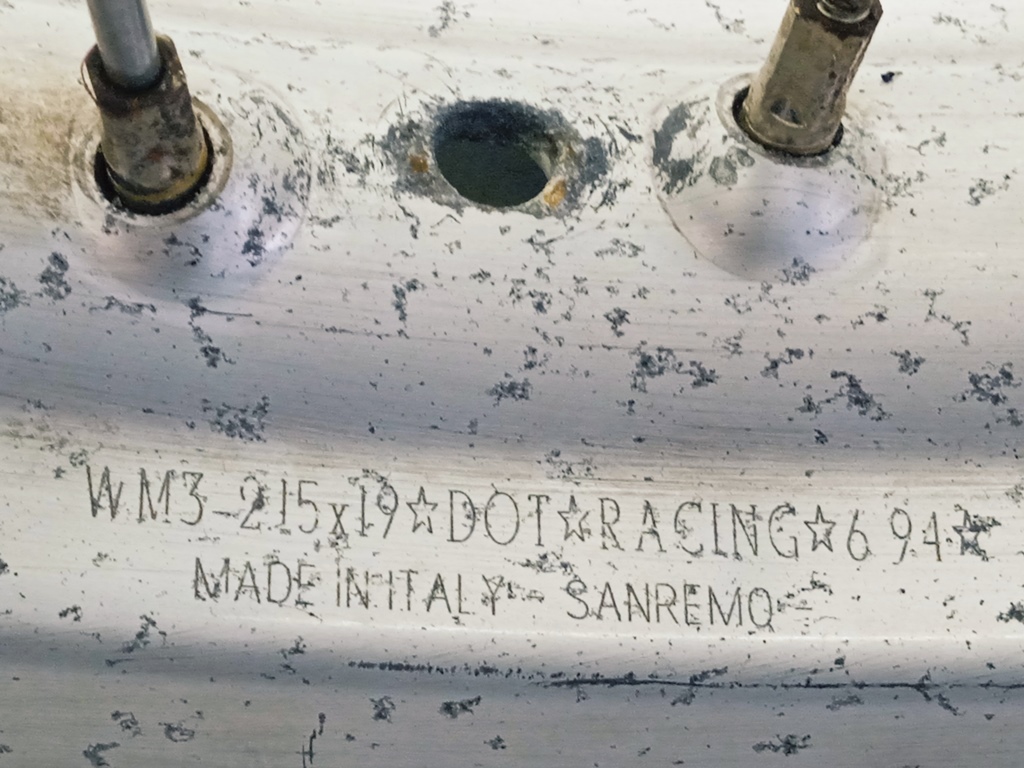 WM3-215x19☆DOT☆RACING☆6 94☆
MADE IN ITALY - SANREMO